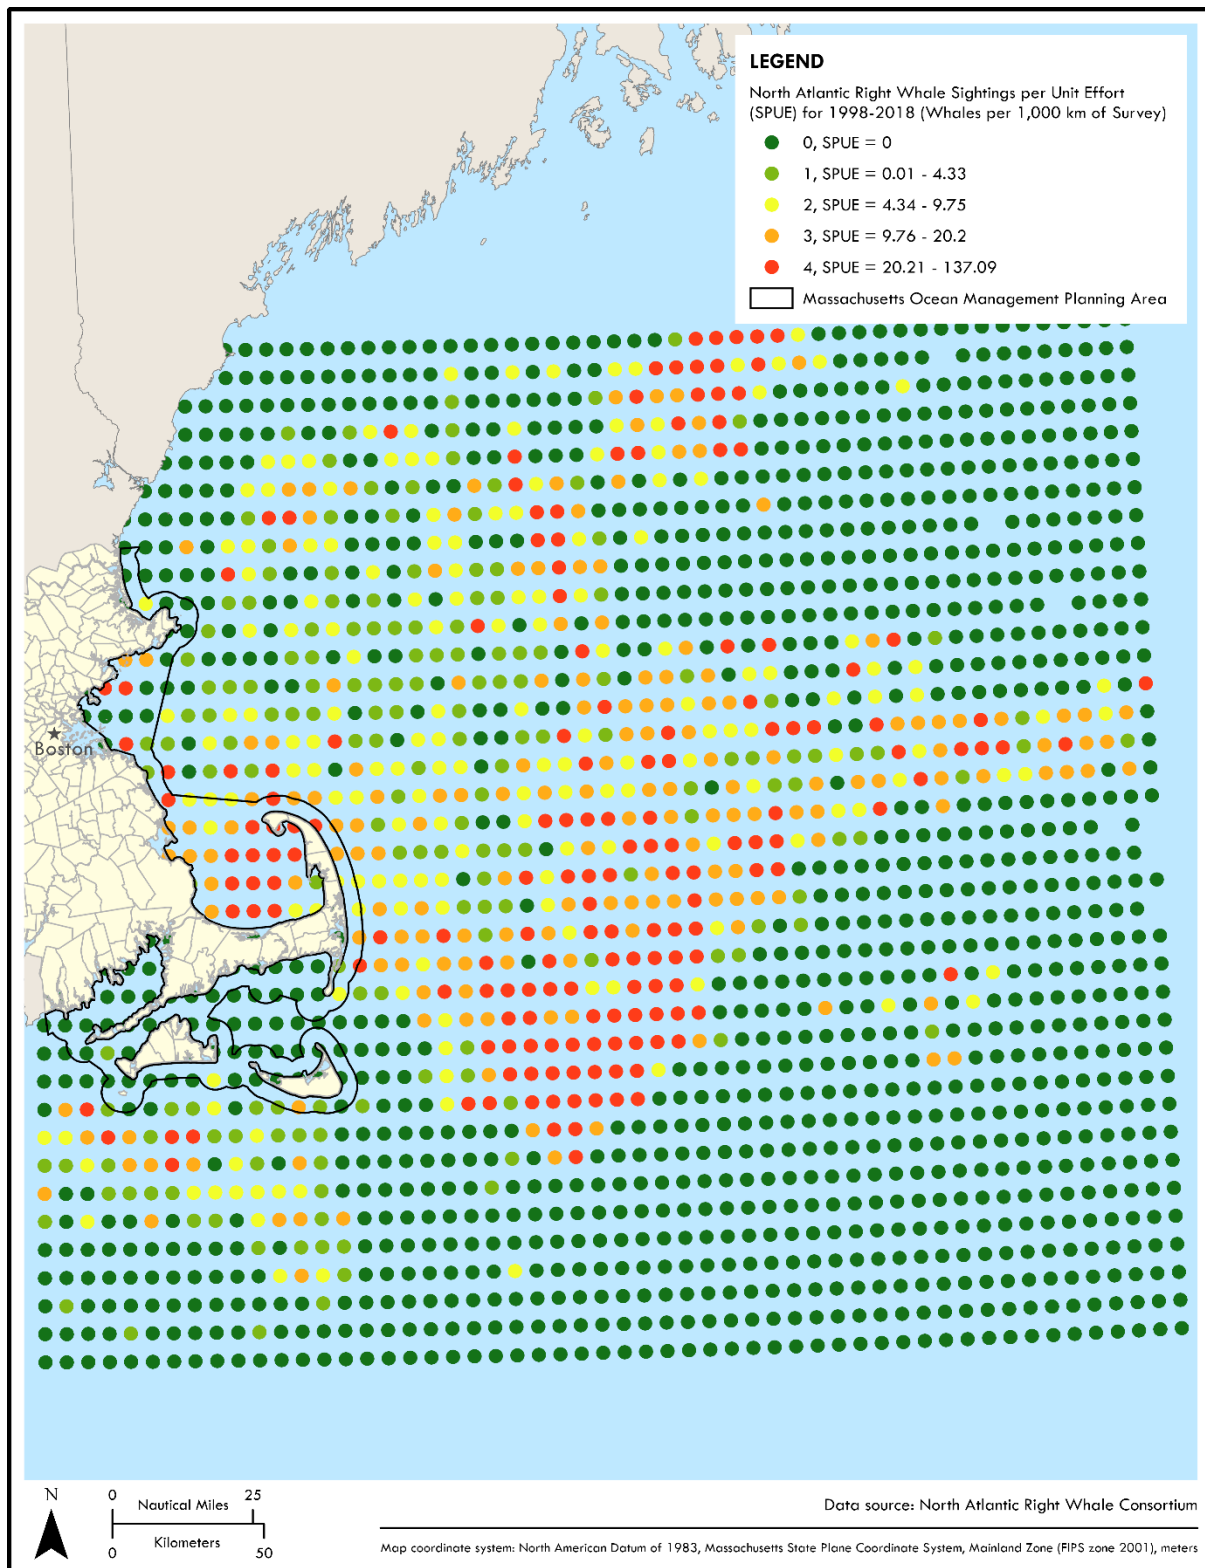 LEGEND
North Atlantic Right Whale Sightings per Unit Effort
(SPUE) for 1998-2018 (Whales per 1,000 km of Survey)
0, SPUE = 0
1, SPUE = 0.01 - 4.33
2, SPUE = 4.34 - 9.75
3, SPUE = 9.76 - 20.2
4, SPUE = 20.21 - 137.09
Massachusetts Ocean Management Planning Area
Boston
N
0 25
Nautical Miles
Kilometers
0 50
Data source: North Atlantic Right Whale Consortium
Map coordinate system: North American Datum of 1983, Massachusetts State Plane Coordinate System, Mainland Zone (FIPS zone 2001), meters